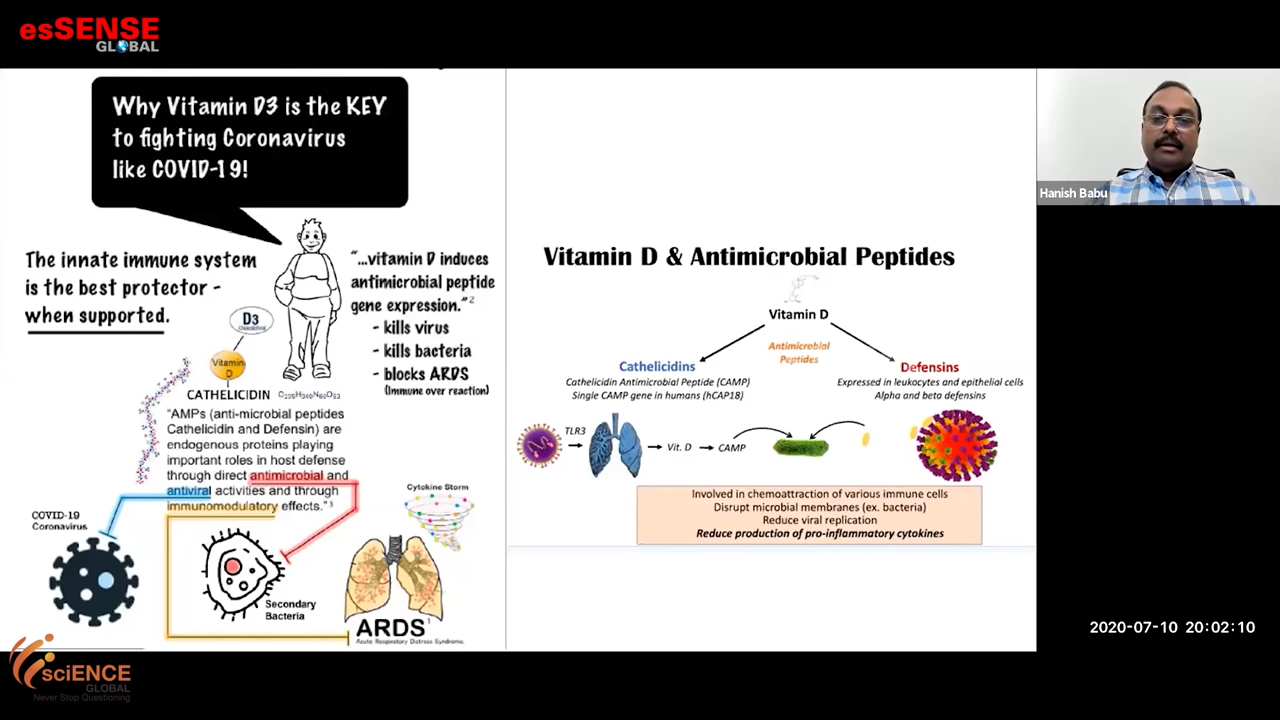 esSENSE
GLOBAL
Why Vitamin D3 is the KEY
to fighting Coronavirus
like COVID-19!
The innate immune system
is the best protector -
when supported.
"...vitamin D induces
antimicrobial peptide
gene expression."2
- kills virus
- kills bacteria
- blocks ARDS
(Immune over reaction)
D3
Vitamin
D
CATHELICIDIN
"AMPs (anti-microbial peptides
Cathelicidin and Defensin) are
endogenous proteins playing
important roles in host defense
through direct antimicrobial and
antiviral activities and through
immunomodulatory effects."3
COVID-19
Coronavirus
Cytokine Storm
Secondary
Bacteria
ARDS1
Acute Respiratory Distress Syndrome.
Vitamin D & Antimicrobial Peptides
Vitamin D
Antimicrobial
Peptides
Cathelicidins
Cathelicidin Antimicrobial Peptide (CAMP)
Single CAMP gene in humans (hCAP18)
Defensins
Expressed in leukocytes and epithelial cells
Alpha and beta defensins
TLR3
Vit. D
CAMP
Involved in chemoattraction of various immune cells
Disrupt microbial membranes (ex. bacteria)
Reduce viral replication
Reduce production of pro-inflammatory cytokines
Hanish Babu
2020-07-10 20:02:10
sciENCE
GLOBAL
Never Stop Questioning